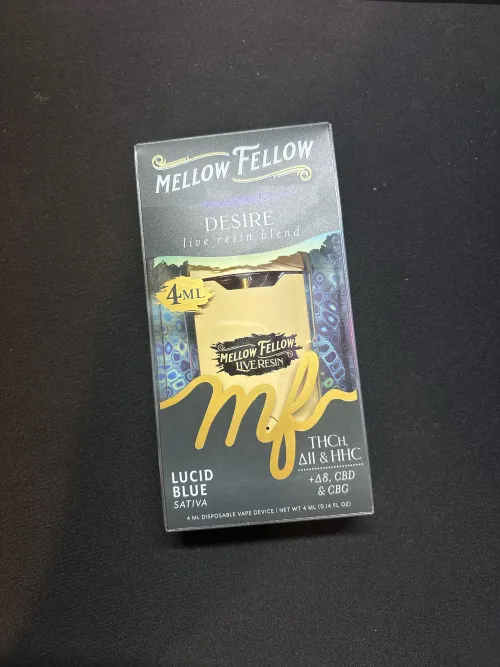 MELLOW FELLOW
DESIRE
live resin blend
4ML
MELLOW FELLOW
LIVE RESIN
mf
THCH,
Δ11 & HHC
+Δ8, CBD
& CBG
LUCID
BLUE
SATIVA
4 ML DISPOSABLE VAPE DEVICE / NET WT 4 ML (0.14 FL OZ)